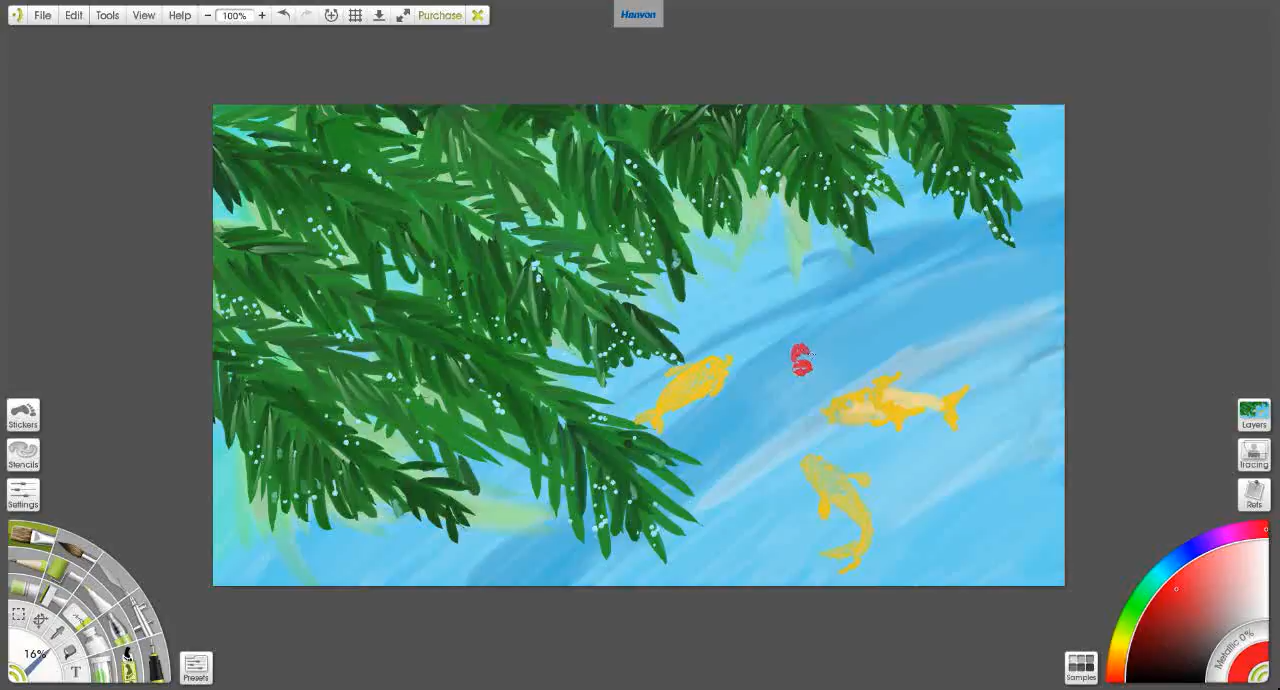 File Edit Tools View Help − 100% + Purchase
Hanvon
Stickers
Stencils
Settings
16%
T
Presets
Layers
Tracing
Refs
Metallic 0%
Samples